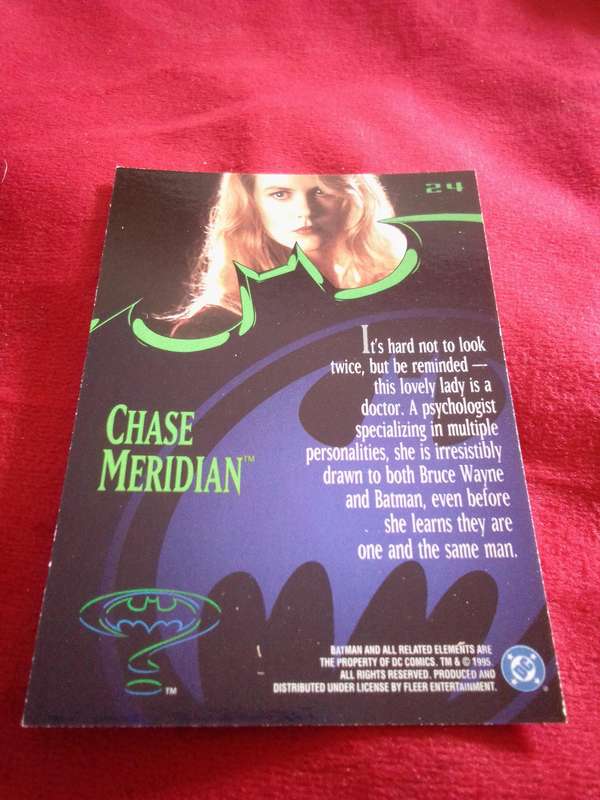 24
It's hard not to look
twice, but be reminded —
this lovely lady is a
doctor. A psychologist
specializing in multiple
personalities, she is irresistibly
drawn to both Bruce Wayne
and Batman, even before
she learns they are
one and the same man.
CHASE
MERIDIAN™
TM
BATMAN AND ALL RELATED ELEMENTS ARE
THE PROPERTY OF DC COMICS. TM & © 1995.
ALL RIGHTS RESERVED. PRODUCED AND
DISTRIBUTED UNDER LICENSE BY FLEER ENTERTAINMENT.
DC
®